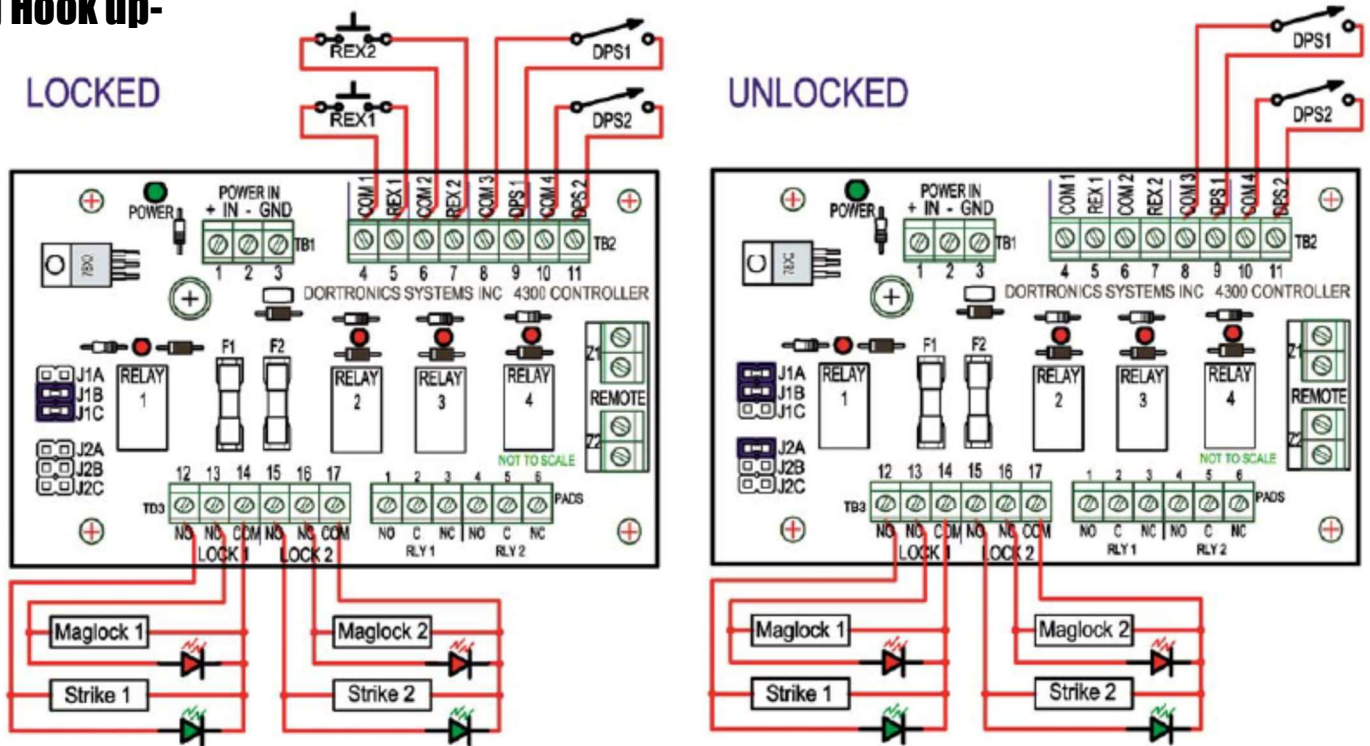 Hook up-
LOCKED
REX2
REX1
DPS1
DPS2
COM 1
REX 1
COM 2
REX 2
COM 3
DPS 1
COM 4
DPS 2
POWER
POWER IN
+ IN - GND
TB1
TB2
1 2 3
4 5 6 7 8 9 10 11
78X0
DORTRONICS SYSTEMS INC 4300 CONTROLLER
F1 F2
J1A
J1B
J1C
J2A
J2B
J2C
RELAY 1
RELAY 2
RELAY 3
RELAY 4
Z1
REMOTE
Z2
NOT TO SCALE
12 13 14 15 16 17
1 2 3 4 5 6
TD3
PADS
NO NC COM NO NC COM
LOCK 1 LOCK 2
NO C NC NO C NC
RLY 1 RLY 2
Maglock 1
Maglock 2
Strike 1
Strike 2
UNLOCKED
DPS1
DPS2
COM 1
REX 1
COM 2
REX 2
COM 3
DPS 1
COM 4
DPS 2
POWER
POWER IN
+ IN - GND
TB1
TB2
1 2 3
4 5 6 7 8 9 10 11
DORTRONICS SYSTEMS INC 4300 CONTROLLER
F1 F2
J1A
J1B
J1C
J2A
J2B
J2C
RELAY 1
RELAY 2
RELAY 3
RELAY 4
Z1
REMOTE
Z2
NOT TO SCALE
12 13 14 15 16 17
1 2 3 4 5 6
TB3
PADS
NO NC COM NO NC COM
LOCK 1 LOCK 2
NO C NC NO C NC
RLY 1 RLY 2
Maglock 1
Maglock 2
Strike 1
Strike 2